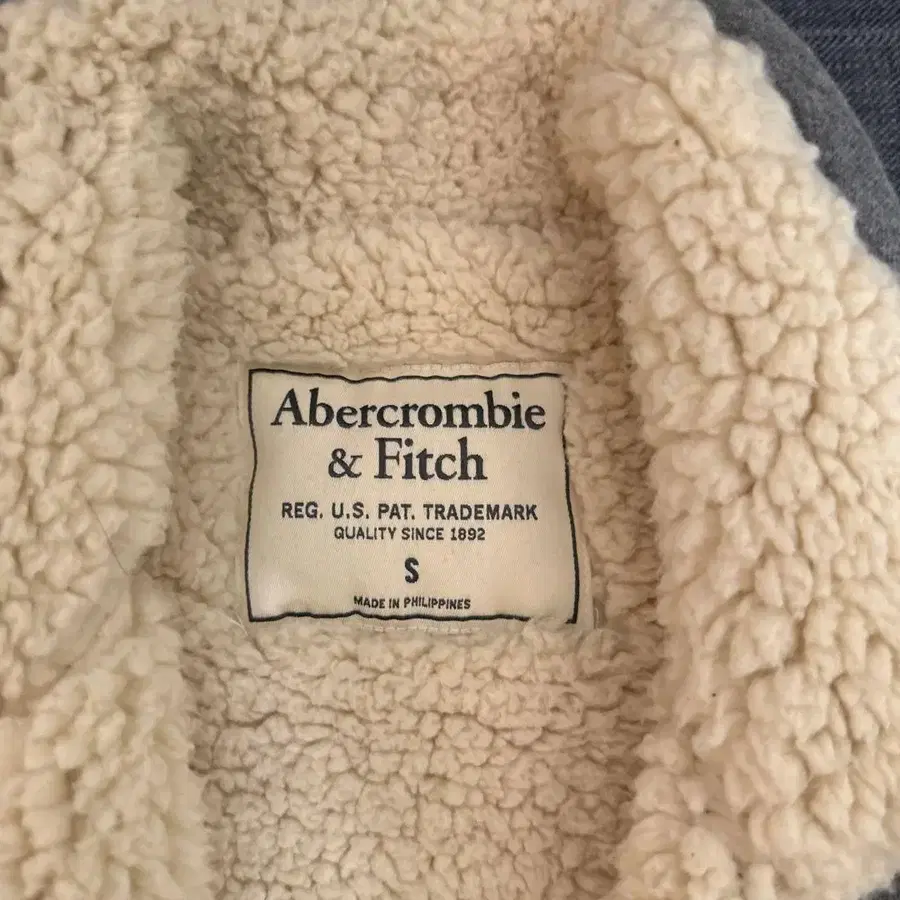 Abercrombie
& Fitch
REG. U.S. PAT. TRADEMARK
QUALITY SINCE 1892
S
MADE IN PHILIPPINES